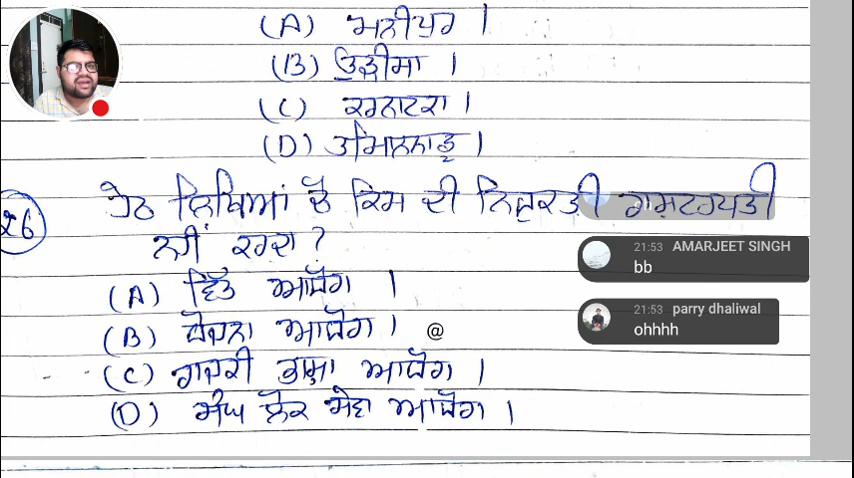 (A) ਮਨੀਪੁਰ ।
(B) ਉੜੀਸਾ ।
(C) ਕਰਨਾਟਕਾ ।
(D) ਤਮਿਲਨਾਡੂ ।
26 ਹੇਠ ਲਿਖਿਆਂ ਚੋਂ ਕਿਸ ਦੀ ਨਿਯੁਕਤੀ ਰਾਸ਼ਟਰਪਤੀ
ਨਹੀਂ ਕਰਦਾ ?
(A) ਵਿੱਤ ਆਯੋਗ ।
(B) ਯੋਜਨਾ ਆਯੋਗ । @
(C) ਰਾਜਕੀ ਭਾਸ਼ਾ ਆਯੋਗ ।
(D) ਸੰਘ ਲੋਕ ਸੇਵਾ ਆਯੋਗ ।
21:53 AMARJEET SINGH
bb
21:53 parry dhaliwal
ohhhh